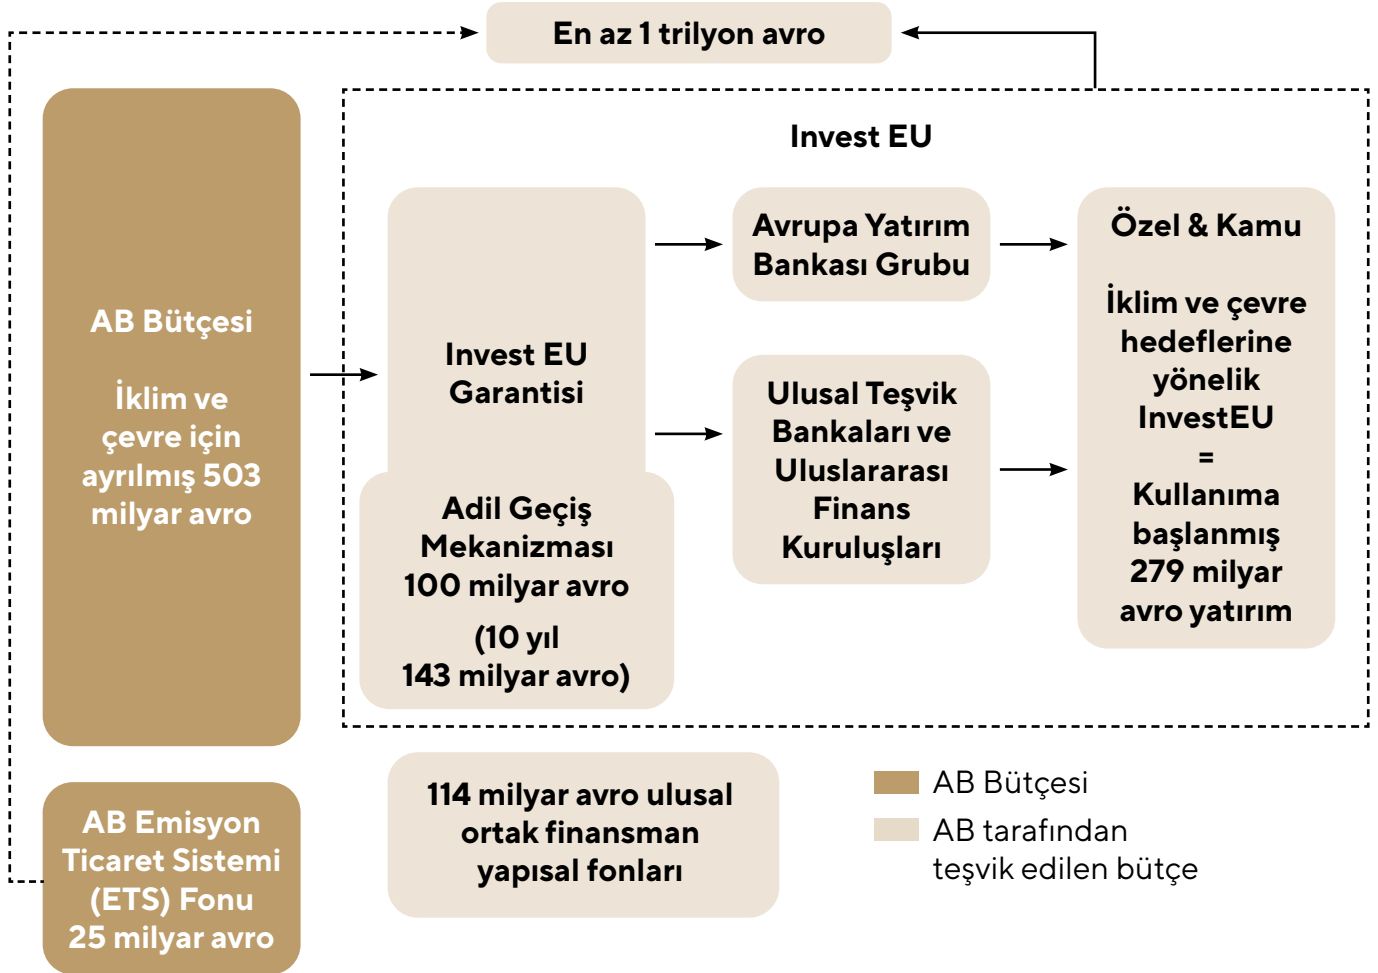 En az 1 trilyon avro
Invest EU
AB Bütçesi
İklim ve
çevre için
ayrılmış 503
milyar avro
Invest EU
Garantisi
Adil Geçiş
Mekanizması
100 milyar avro
(10 yıl
143 milyar avro)
Avrupa Yatırım
Bankası Grubu
Ulusal Teşvik
Bankaları ve
Uluslararası
Finans
Kuruluşları
Özel & Kamu
İklim ve çevre
hedeflerine
yönelik
InvestEU
=
Kullanıma
başlanmış
279 milyar
avro yatırım
AB Emisyon
Ticaret Sistemi
(ETS) Fonu
25 milyar avro
114 milyar avro ulusal
ortak finansman
yapısal fonları
AB Bütçesi
AB tarafından
teşvik edilen bütçe